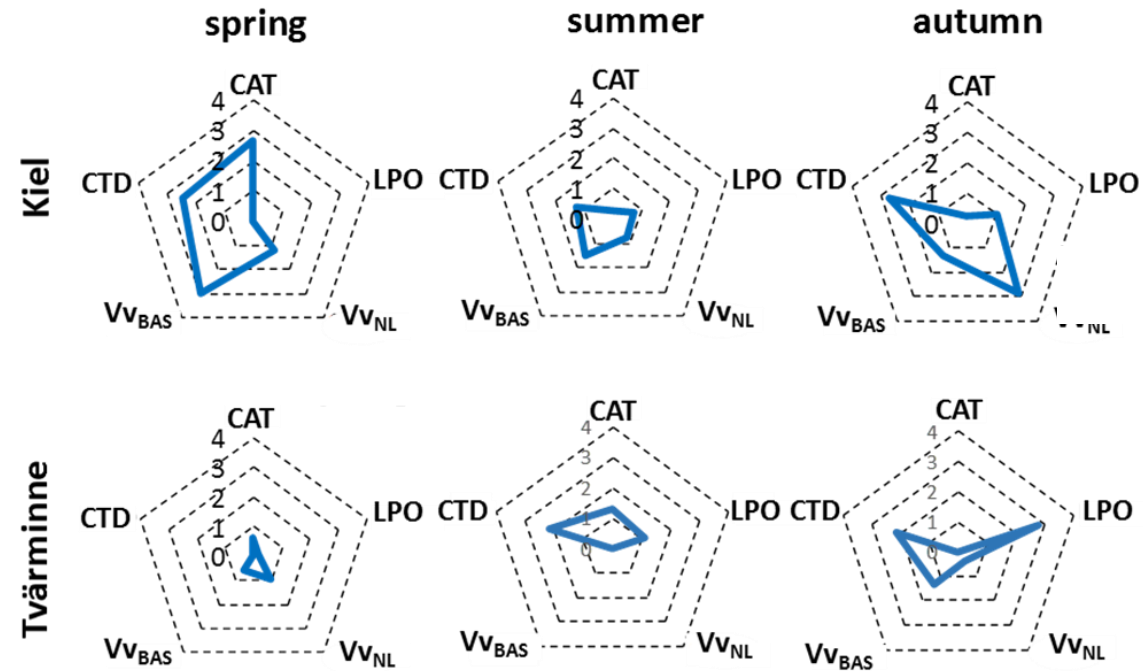 spring
summer
autumn
Kiel
CAT
4
3
2
1
0
CTD
LPO
VvBAS
VvNL
CAT
4
3
2
1
0
CTD
LPO
VvBAS
VvNL
CAT
4
3
2
1
0
CTD
LPO
VvBAS
NL
Tvärminne
CAT
4
3
2
1
0
CTD
LPO
VvBAS
VvNL
CAT
4
3
2
1
0
CTD
LPO
VvBAS
VvNL
CAT
4
3
2
1
0
CTD
LPO
VvBAS
VvNL